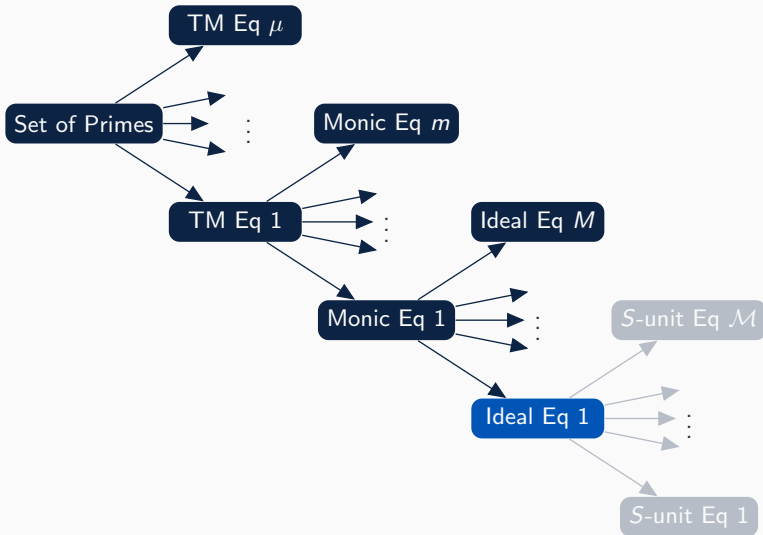 TM Eq μ
Set of Primes
⋮
Monic Eq m
TM Eq 1
⋮
Ideal Eq M
Monic Eq 1
⋮
S-unit Eq ℳ
Ideal Eq 1
⋮
S-unit Eq 1